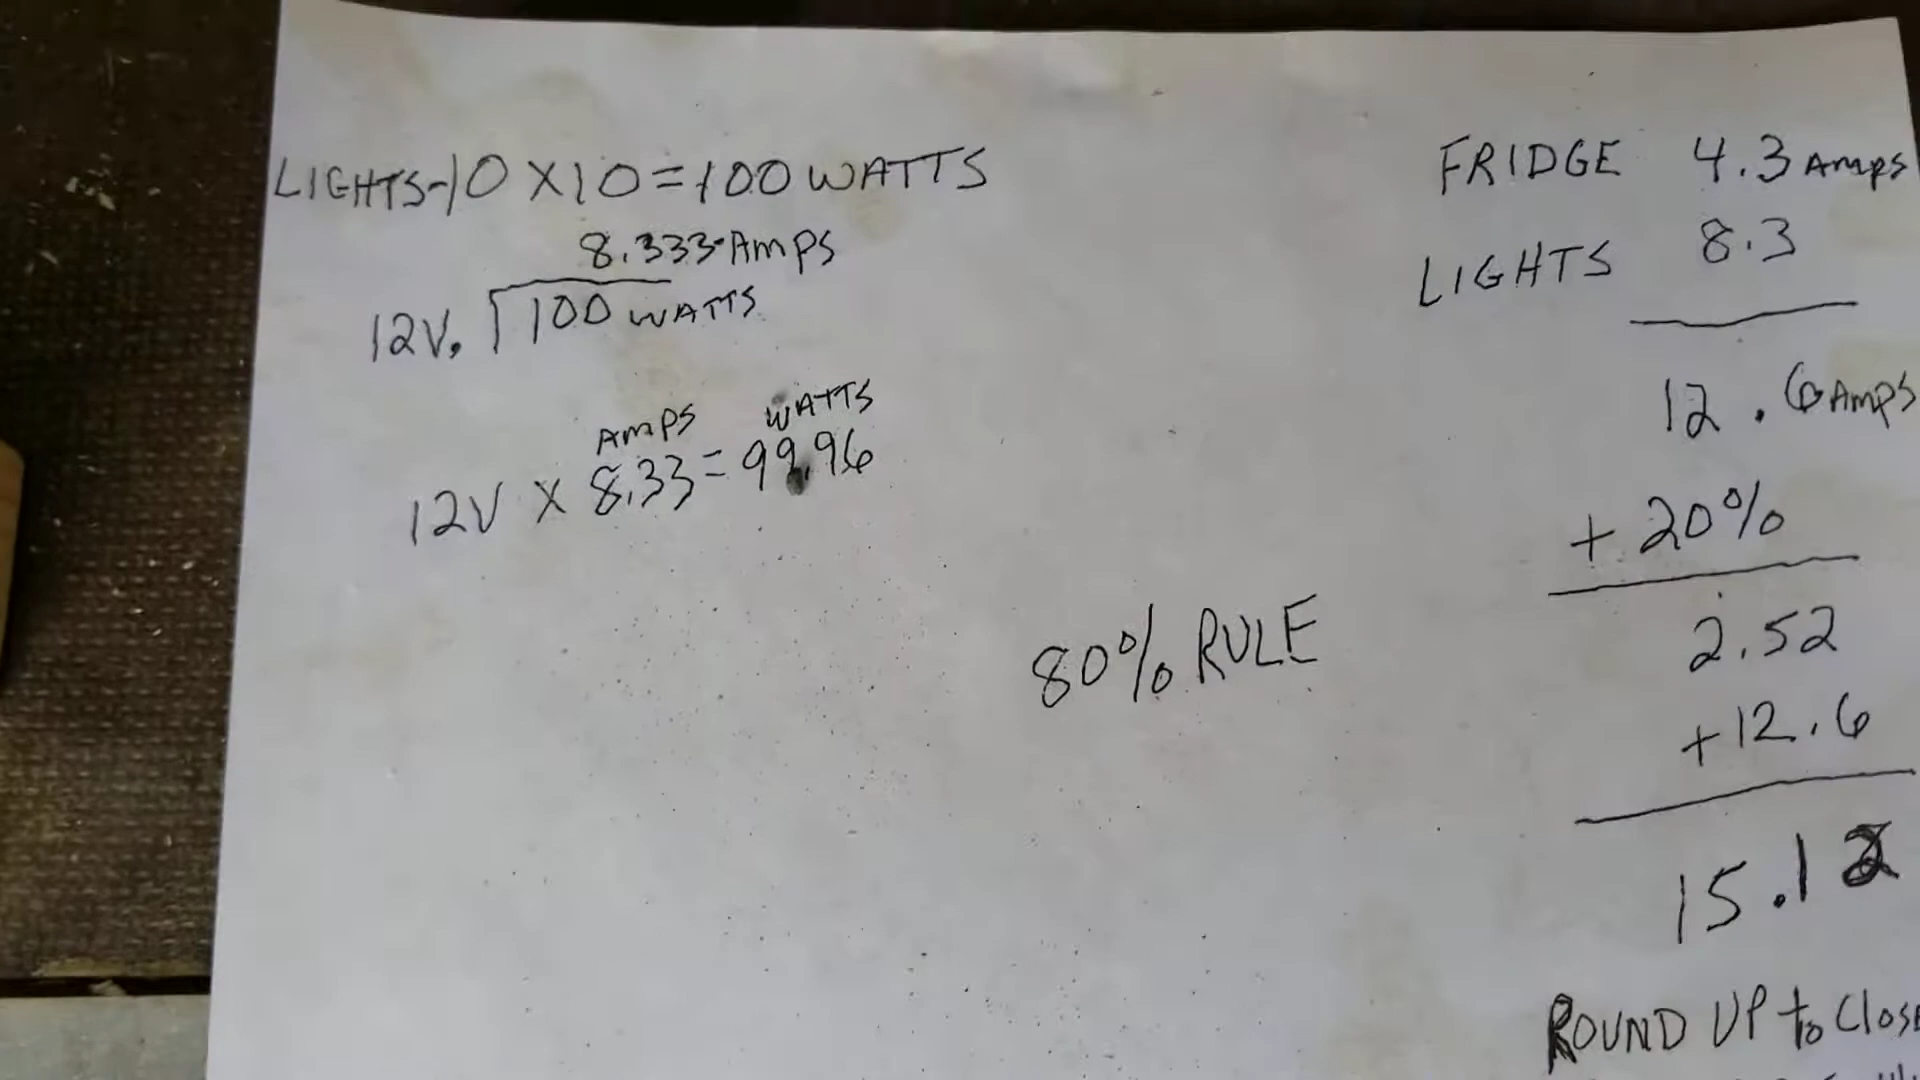 LIGHTS-10 X 10 = 100 WATTS
8.333 AMPS
12V. 100 WATTS
AMPS WATTS
12V X 8.33 = 99.96
80% RULE
FRIDGE 4.3 AMPS
LIGHTS 8.3
12.6 AMPS
+ 20%
2.52
+12.6
15.12
ROUND UP to